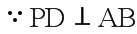 ∵ PD ⊥ AB